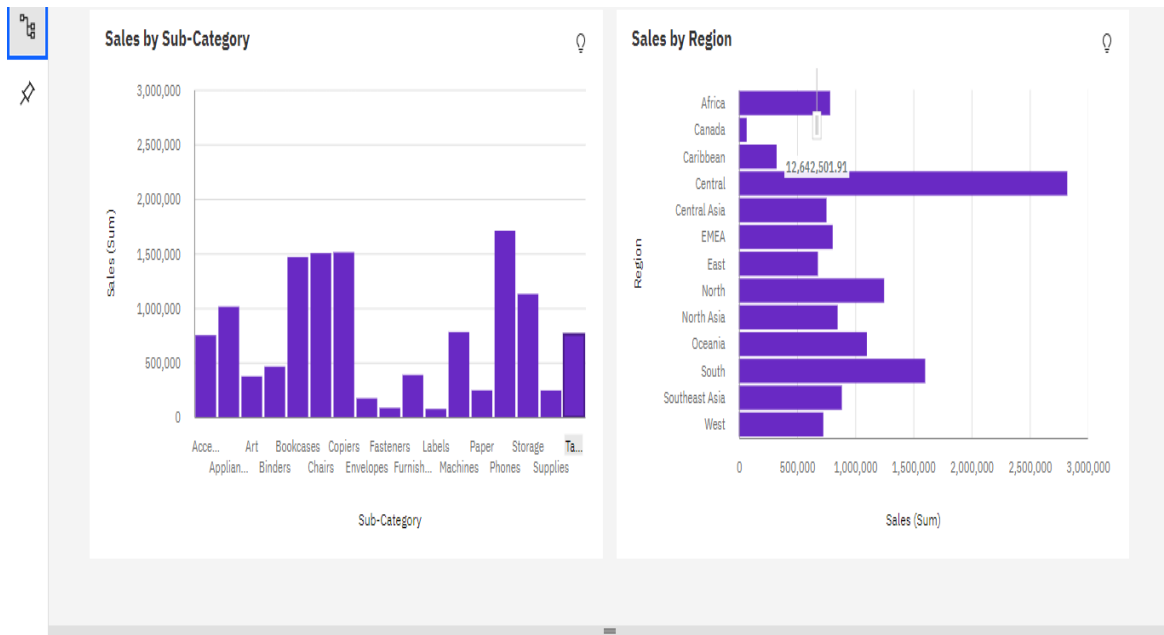 Sales by Sub-Category
3,000,000
2,500,000
2,000,000
1,500,000
1,000,000
500,000
0
Sales (Sum)
Acce... Art Bookcases Copiers Fasteners Labels Paper Storage Ta...
Applian... Binders Chairs Envelopes Furnish... Machines Phones Supplies
Sub-Category
Sales by Region
Africa
Canada
Caribbean
12,642,501.91
Central
Central Asia
EMEA
East
North
North Asia
Oceania
South
Southeast Asia
West
Region
0 500,000 1,000,000 1,500,000 2,000,000 2,500,000 3,000,000
Sales (Sum)